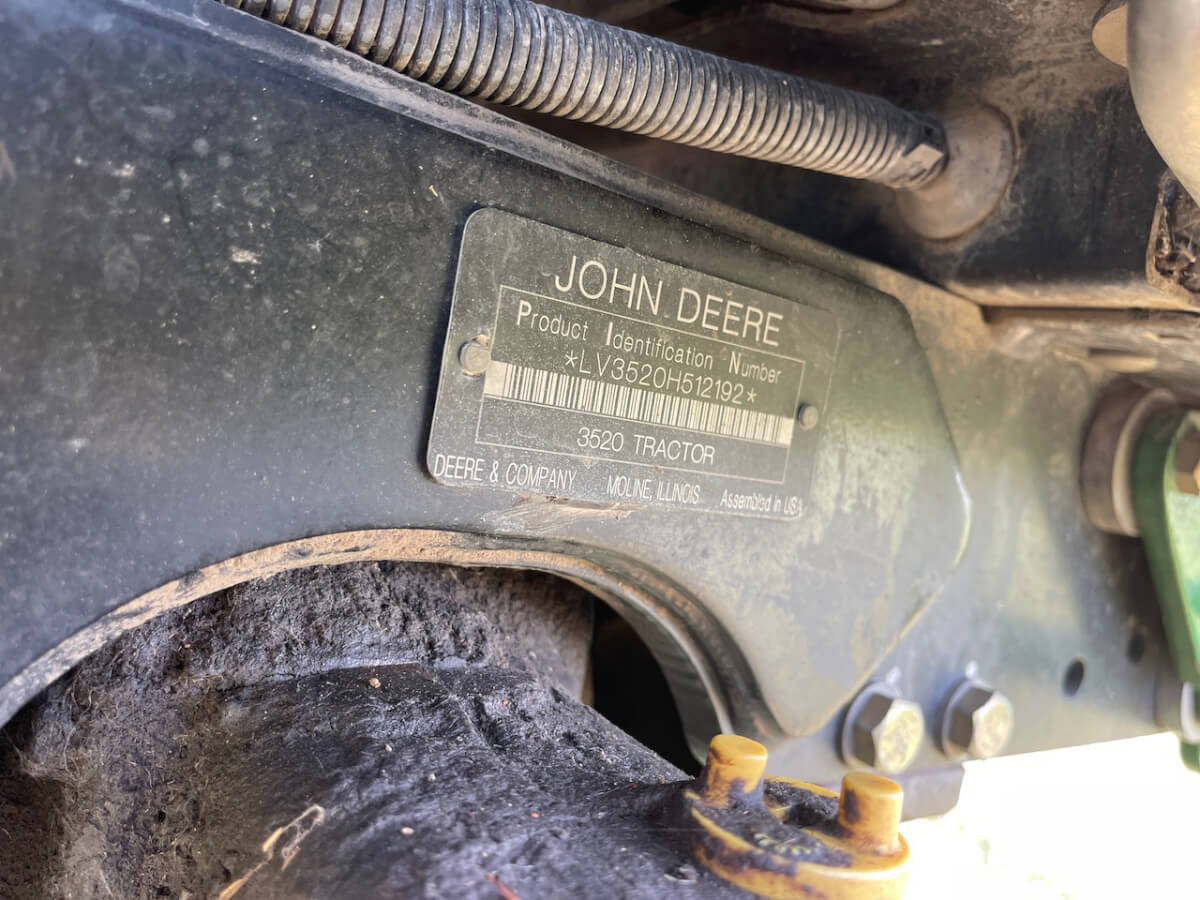 JOHN DEERE
Product Identification Number
*LV3520H512192*
3520 TRACTOR
DEERE & COMPANY MOLINE, ILLINOIS Assembled in USA